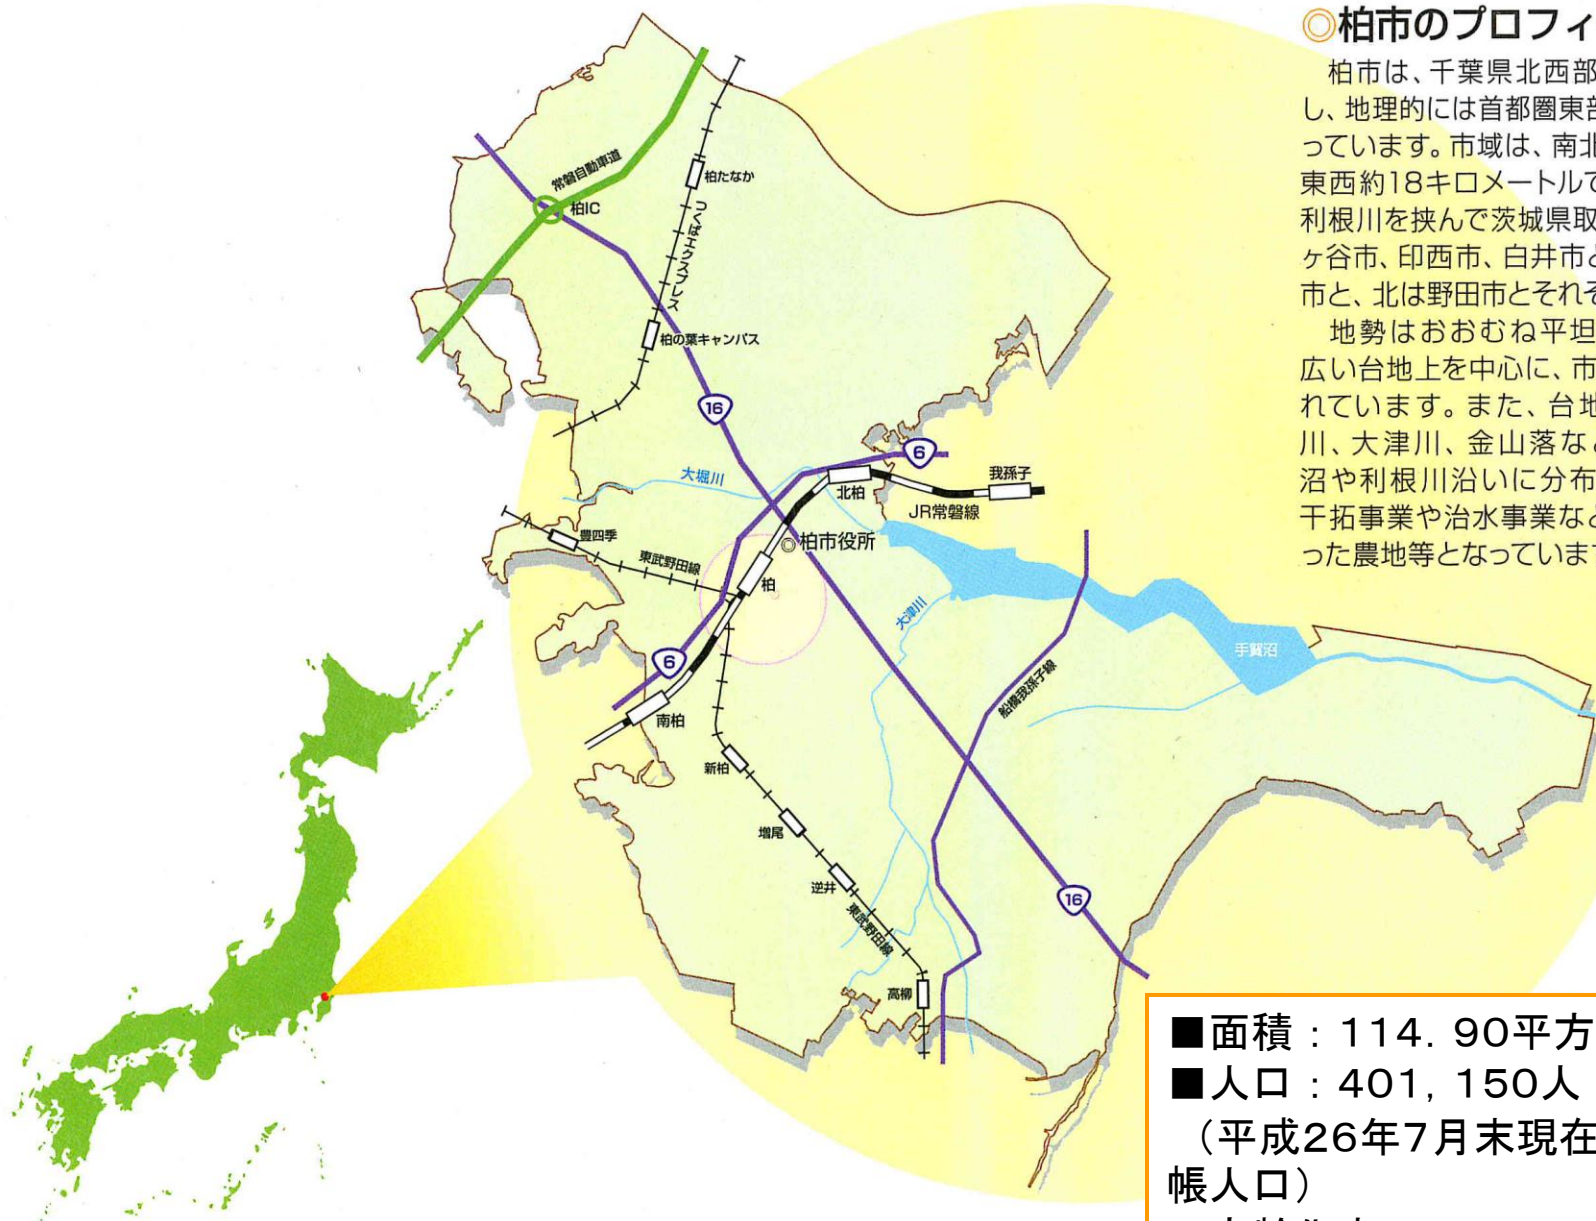 ◎柏市のプロフィ
柏市は、千葉県北西部
し、地理的には首都圏東部
っています。市域は、南北
東西約18キロメートルで
利根川を挟んで茨城県取
ヶ谷市、印西市、白井市と
市と、北は野田市とそれぞ
地勢はおおむね平坦
広い台地上を中心に、市
れています。また、台地
川、大津川、金山落など
沼や利根川沿いに分布
干拓事業や治水事業など
った農地等となっています
常磐自動車道
柏たなか
柏IC
つくばエクスプレス
柏の葉キャンパス
16
6
大堀川
北柏
我孫子
JR常磐線
豊四季
柏市役所
東武野田線
柏
大津川
手賀沼
6
船橋我孫子線
南柏
新柏
増尾
逆井
16
東武野田線
高柳
■面積：114．90平方
■人口：401，150人
（平成26年7月末現在
帳人口）